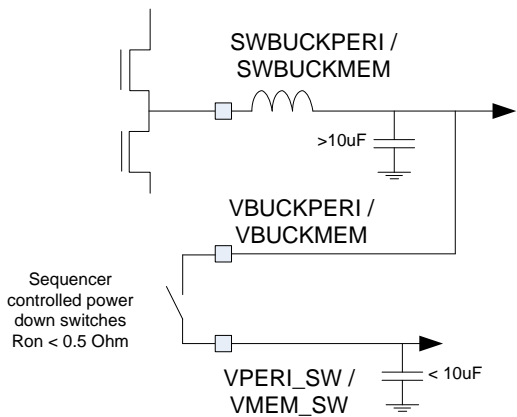 SWBUCKPERI /
SWBUCKMEM
>10uF
VBUCKPERI /
VBUCKMEM
Sequencer
controlled power
down switches
Ron < 0.5 Ohm
< 10uF
VPERI_SW /
VMEM_SW